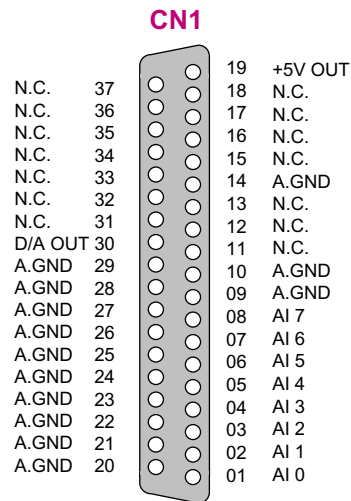 CN1
N.C. 37
N.C. 36
N.C. 35
N.C. 34
N.C. 33
N.C. 32
N.C. 31
D/A OUT 30
A.GND 29
A.GND 28
A.GND 27
A.GND 26
A.GND 25
A.GND 24
A.GND 23
A.GND 22
A.GND 21
A.GND 20
19 +5V OUT
18 N.C.
17 N.C.
16 N.C.
15 N.C.
14 A.GND
13 N.C.
12 N.C.
11 N.C.
10 A.GND
09 A.GND
08 AI 7
07 AI 6
06 AI 5
05 AI 4
04 AI 3
03 AI 2
02 AI 1
01 AI 0